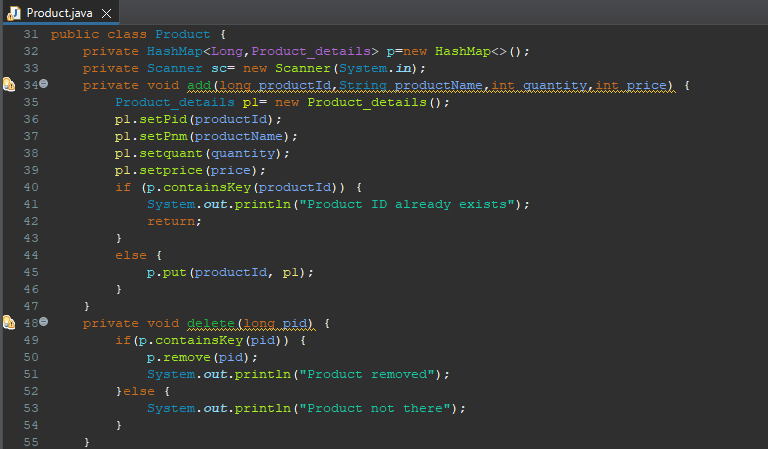 Product.java
31 public class Product {
32 private HashMap<Long,Product_details> p=new HashMap<>();
33 private Scanner sc= new Scanner(System.in);
34 private void add(long productId,String productName,int quantity,int price) {
35 Product_details pl= new Product_details();
36 pl.setPid(productId);
37 pl.setPnm(productName);
38 pl.setquant(quantity);
39 pl.setprice(price);
40 if (p.containsKey(productId)) {
41 System.out.println("Product ID already exists");
42 return;
43 }
44 else {
45 p.put(productId, pl);
46 }
47 }
48 private void delete(long pid) {
49 if(p.containsKey(pid)) {
50 p.remove(pid);
51 System.out.println("Product removed");
52 }else {
53 System.out.println("Product not there");
54 }
55 }